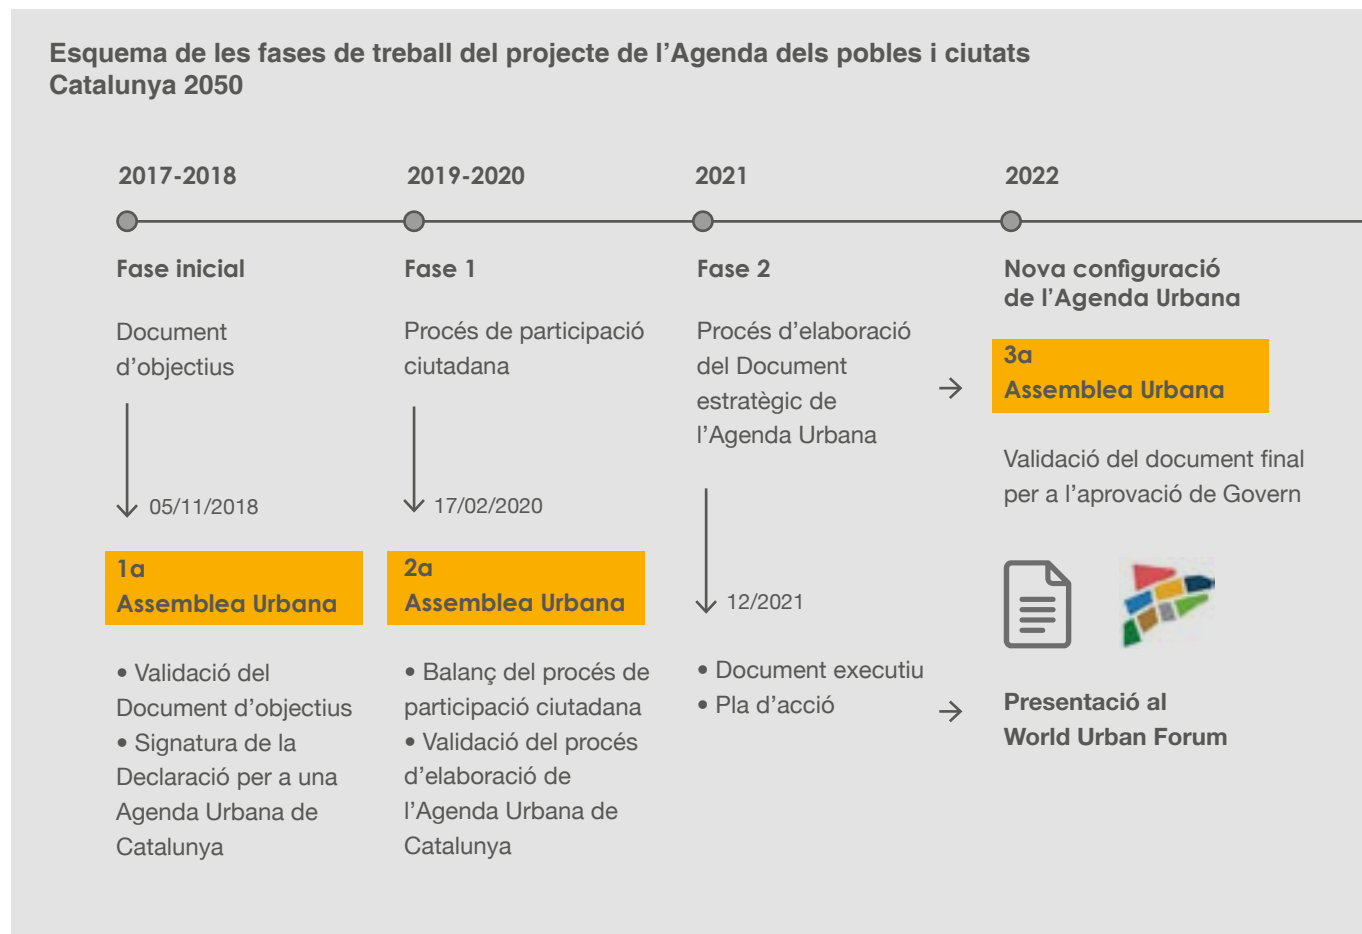 Esquema de les fases de treball del projecte de l’Agenda dels pobles i ciutats
Catalunya 2050
2017-2018
Fase inicial
Document
d’objectius
05/11/2018
1a
Assemblea Urbana
• Validació del
Document d’objectius
• Signatura de la
Declaració per a una
Agenda Urbana de
Catalunya
2019-2020
Fase 1
Procés de participació
ciutadana
17/02/2020
2a
Assemblea Urbana
• Balanç del procés de
participació ciutadana
• Validació del procés
d’elaboració de
l’Agenda Urbana de
Catalunya
2021
Fase 2
Procés d’elaboració
del Document
estratègic de
l’Agenda Urbana
12/2021
• Document executiu
• Pla d’acció
2022
Nova configuració
de l’Agenda Urbana
3a
Assemblea Urbana
Validació del document final
per a l’aprovació de Govern
Presentació al
World Urban Forum